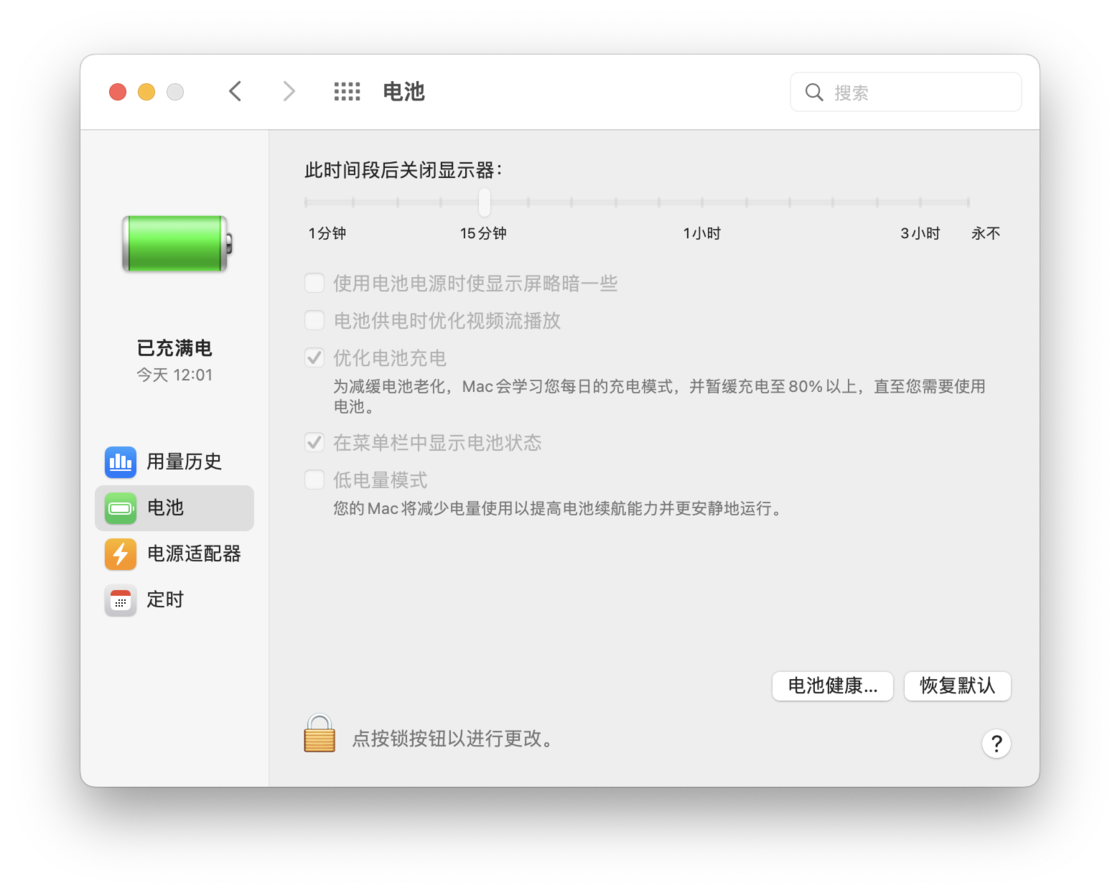 电池
搜索
已充满电
今天 12:01
用量历史
电池
电源适配器
定时
此时间段后关闭显示器：
1分钟
15分钟
1小时
3小时
永不
使用电池电源时使显示屏略暗一些
电池供电时优化视频流播放
优化电池充电
为减缓电池老化，Mac会学习您每日的充电模式，并暂缓充电至80%以上，直至您需要使用
电池。
在菜单栏中显示电池状态
低电量模式
您的Mac将减少电量使用以提高电池续航能力并更安静地运行。
电池健康...
恢复默认
点按锁按钮以进行更改。
?